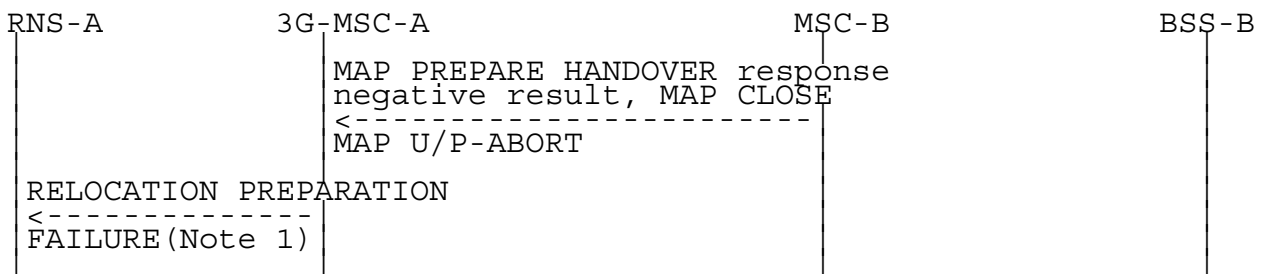 RNS-A 3G-MSC-A MSC-B BSS-B
MAP PREPARE HANDOVER response
negative result, MAP CLOSE
<------------------------
MAP U/P-ABORT
RELOCATION PREPARATION
<--------------
FAILURE(Note 1)